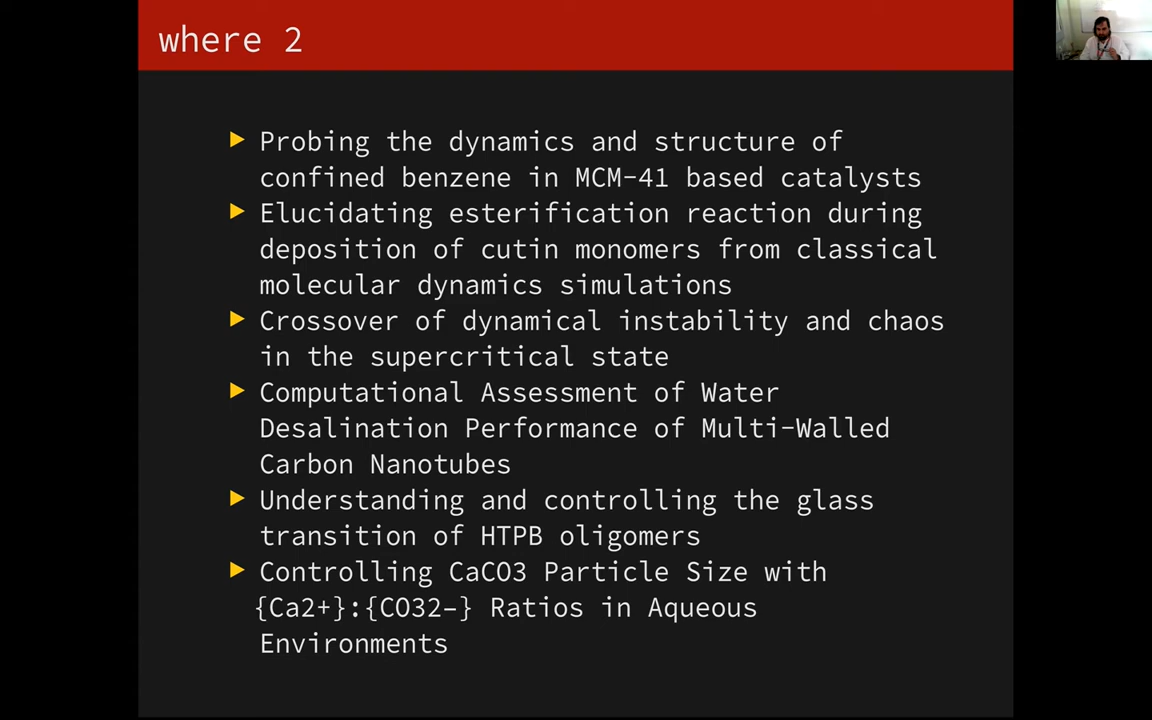 where 2
Probing the dynamics and structure of
confined benzene in MCM-41 based catalysts
Elucidating esterification reaction during
deposition of cutin monomers from classical
molecular dynamics simulations
Crossover of dynamical instability and chaos
in the supercritical state
Computational Assessment of Water
Desalination Performance of Multi-Walled
Carbon Nanotubes
Understanding and controlling the glass
transition of HTPB oligomers
Controlling CaCO3 Particle Size with
{Ca2+}:{CO32–} Ratios in Aqueous
Environments